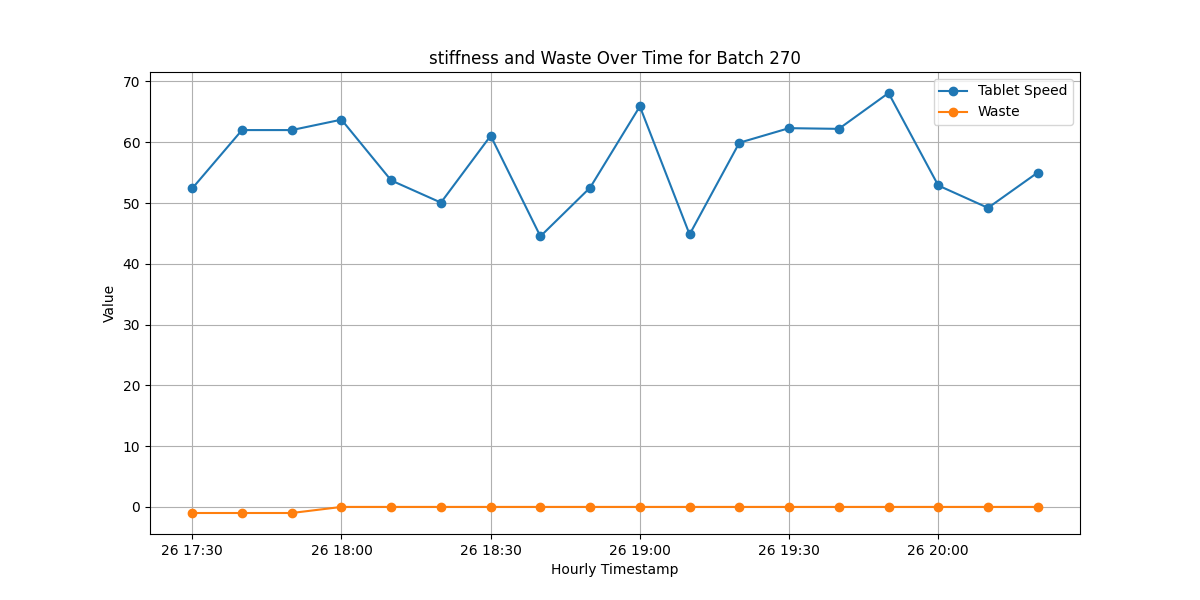 stiffness and Waste Over Time for Batch 270
Tablet Speed
Waste
70
60
50
40
30
20
10
0
Value
26 17:30 26 18:00 26 18:30 26 19:00 26 19:30 26 20:00
Hourly Timestamp